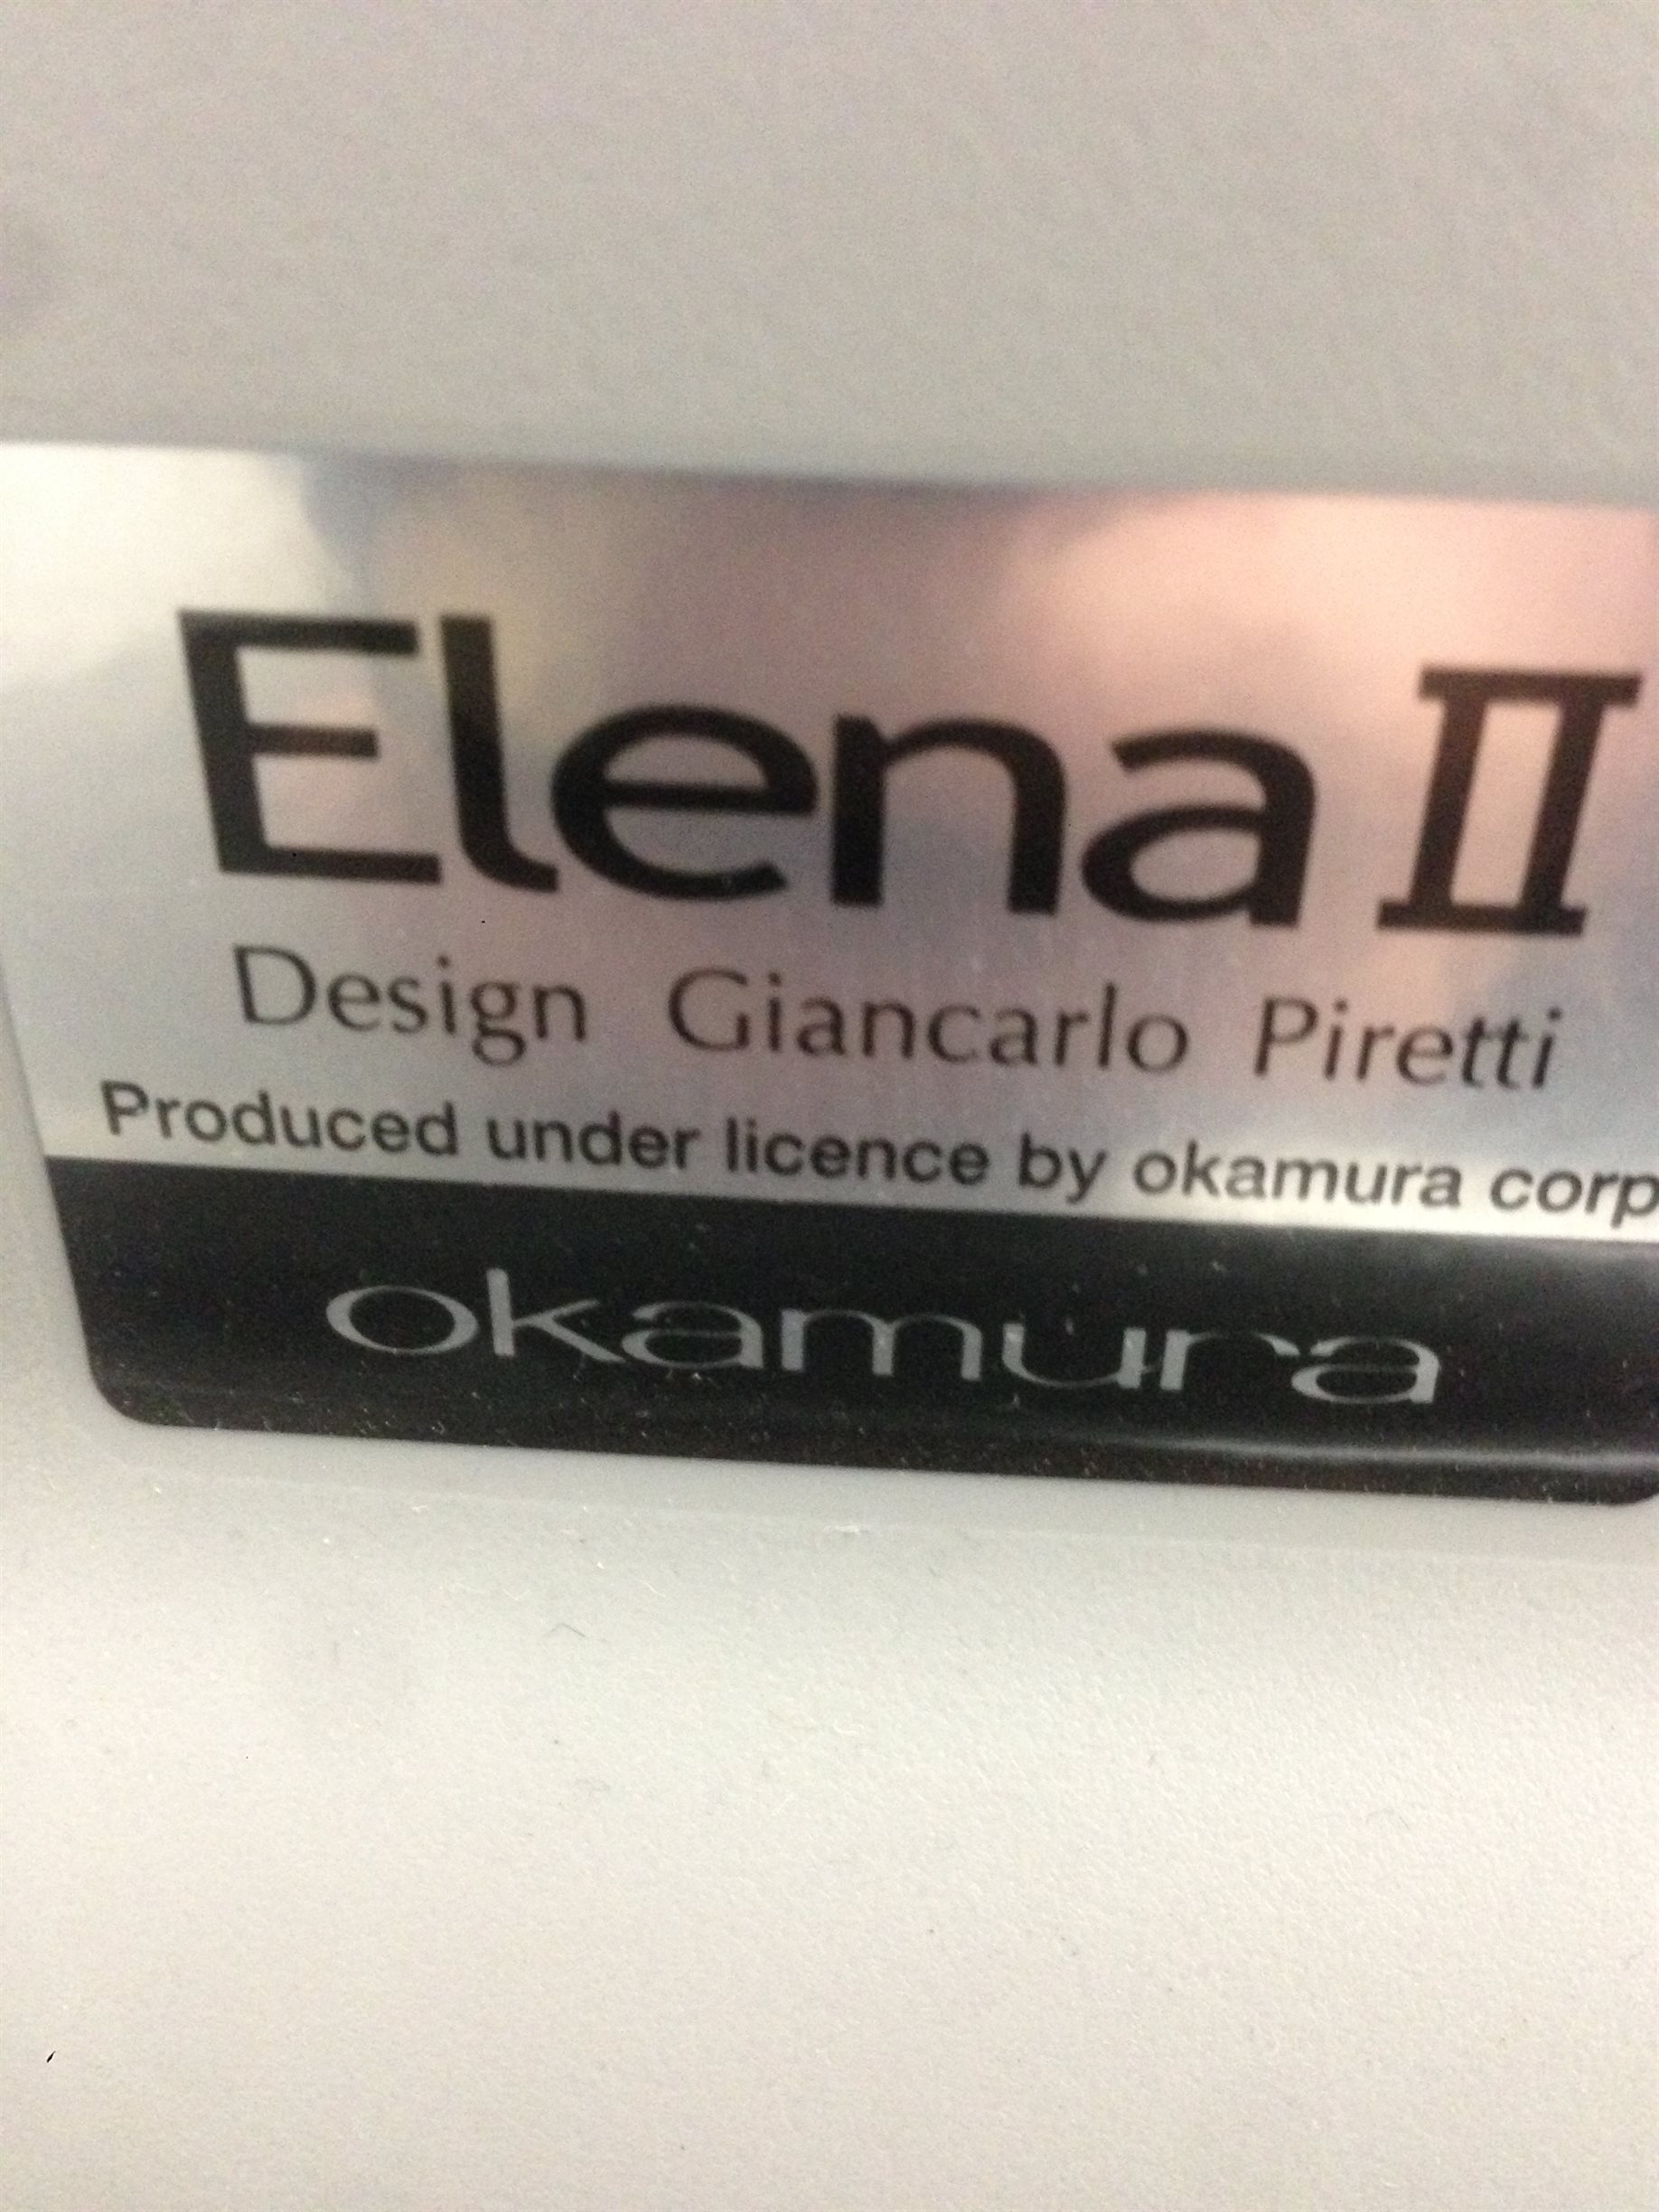 Elena II
Design Giancarlo Piretti
Produced under licence by okamura corp
okamura